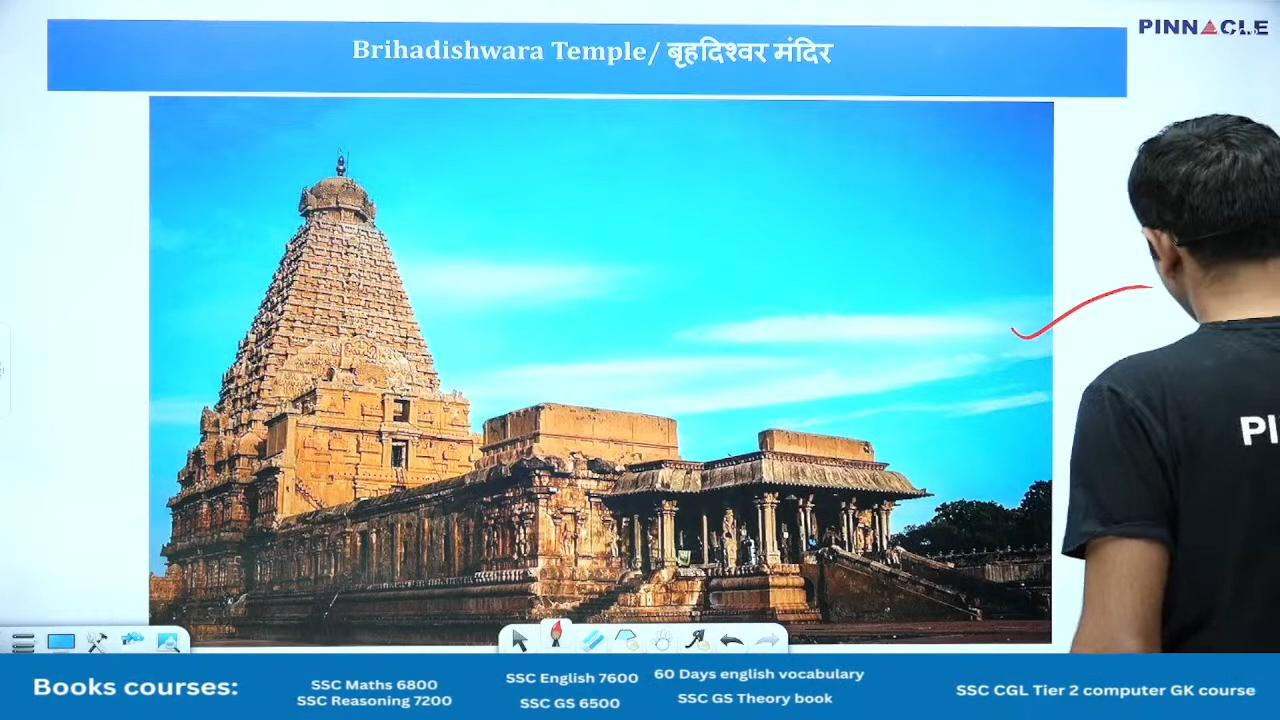 PINNACLE
Brihadishwara Temple/ बृहदिश्वर मंदिर
PI
Books courses:
SSC Maths 6800
SSC Reasoning 7200
SSC English 7600
SSC GS 6500
60 Days english vocabulary
SSC GS Theory book
SSC CGL Tier 2 computer GK course